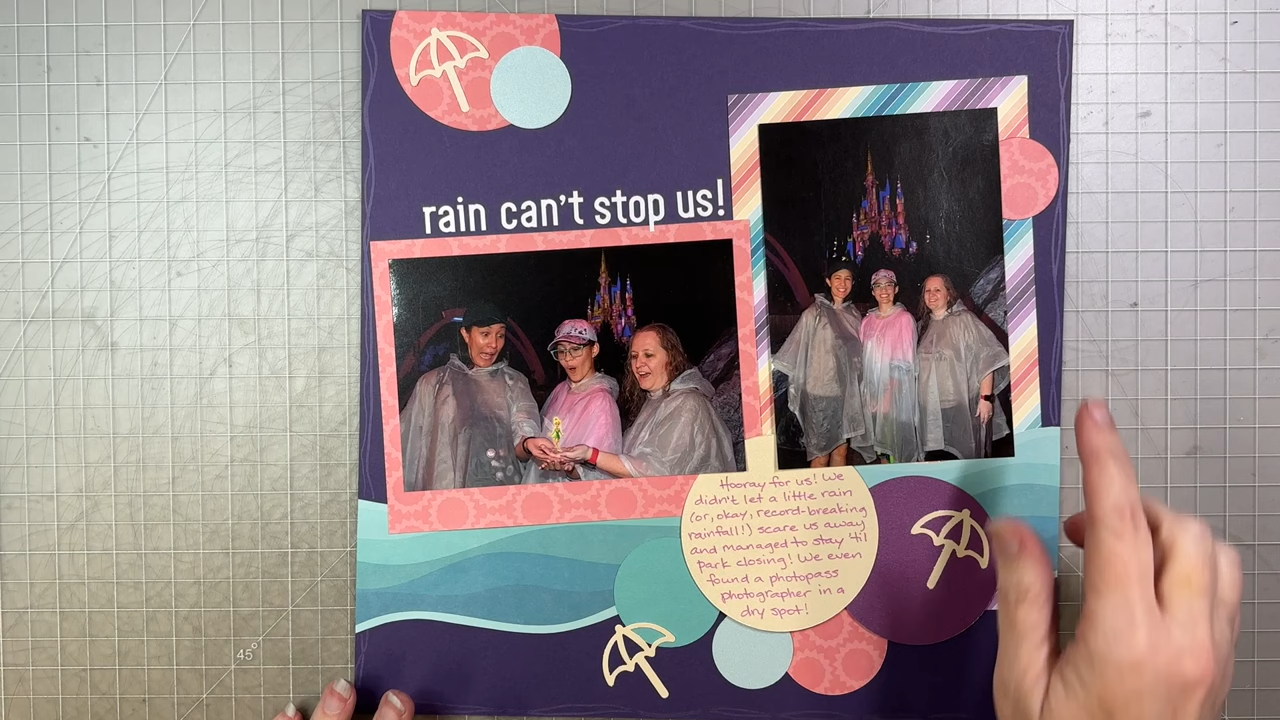 rain can't stop us!
Hooray for us! We
didn't let a little rain
(or, okay, record-breaking
rainfall!) scare us away
and managed to stay 'til
park closing! We even
found a photopass
photographer in a
dry spot!
45°